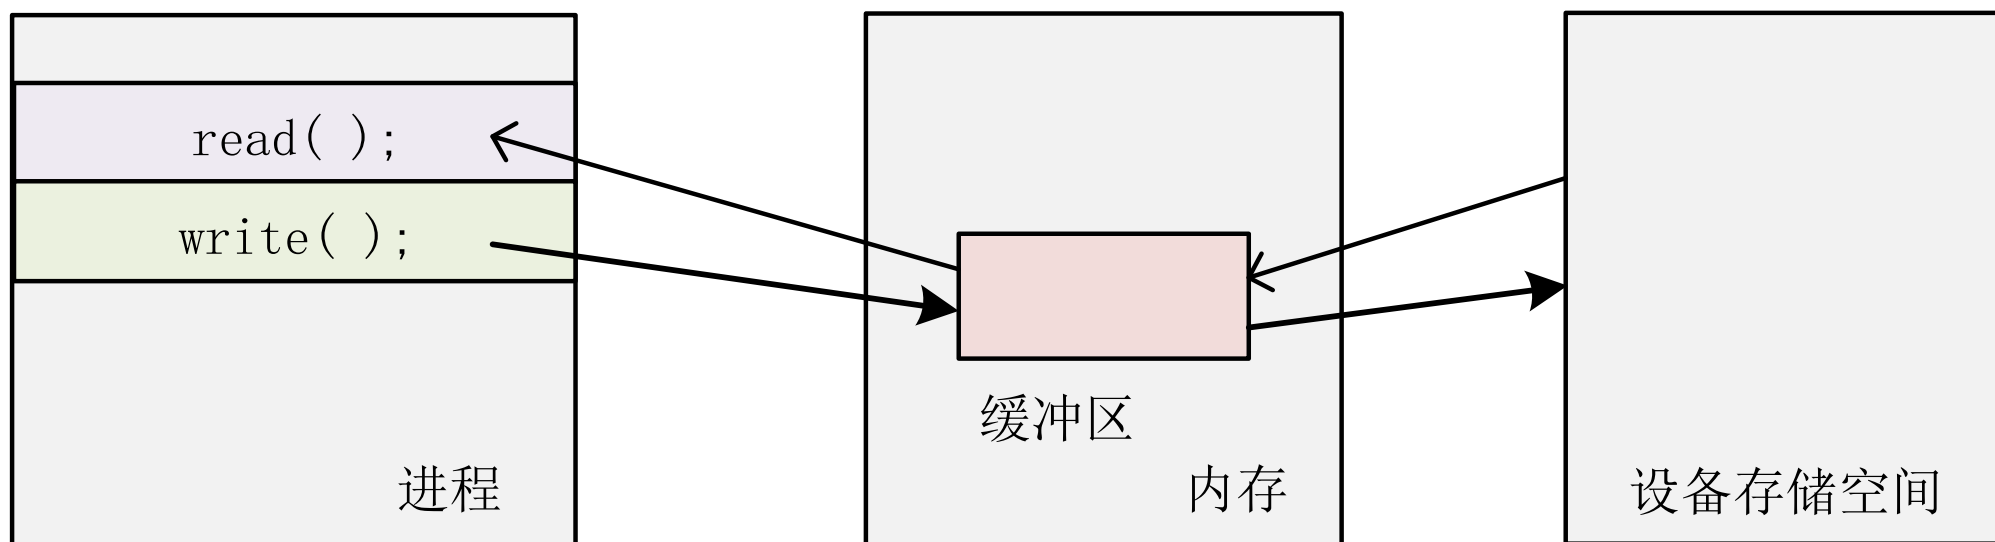 read( );
write( );
缓冲区
进程
内存
设备存储空间